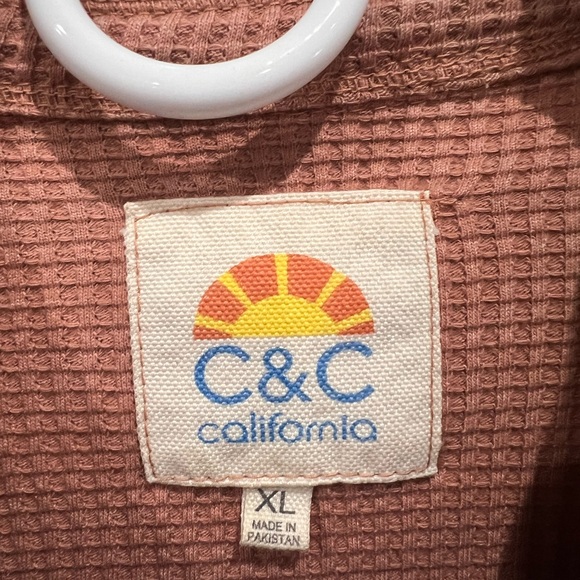 C&C
california
XL
MADE IN
PAKISTAN